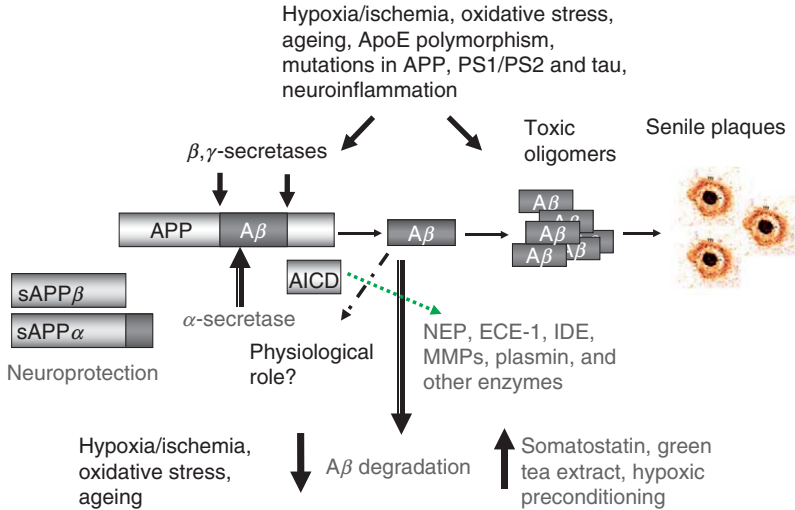 Hypoxia/ischemia, oxidative stress,
ageing, ApoE polymorphism,
mutations in APP, PS1/PS2 and tau,
neuroinflammation
β,γ-secretases
Toxic
oligomers
Senile plaques
APP
Aβ
Aβ
Aβ
Aβ
Aβ
Aβ
Aβ
AICD
sAPPβ
sAPPα
α-secretase
Neuroprotection
Physiological
role?
NEP, ECE-1, IDE,
MMPs, plasmin, and
other enzymes
Hypoxia/ischemia,
oxidative stress,
ageing
Aβ degradation
Somatostatin, green
tea extract, hypoxic
preconditioning